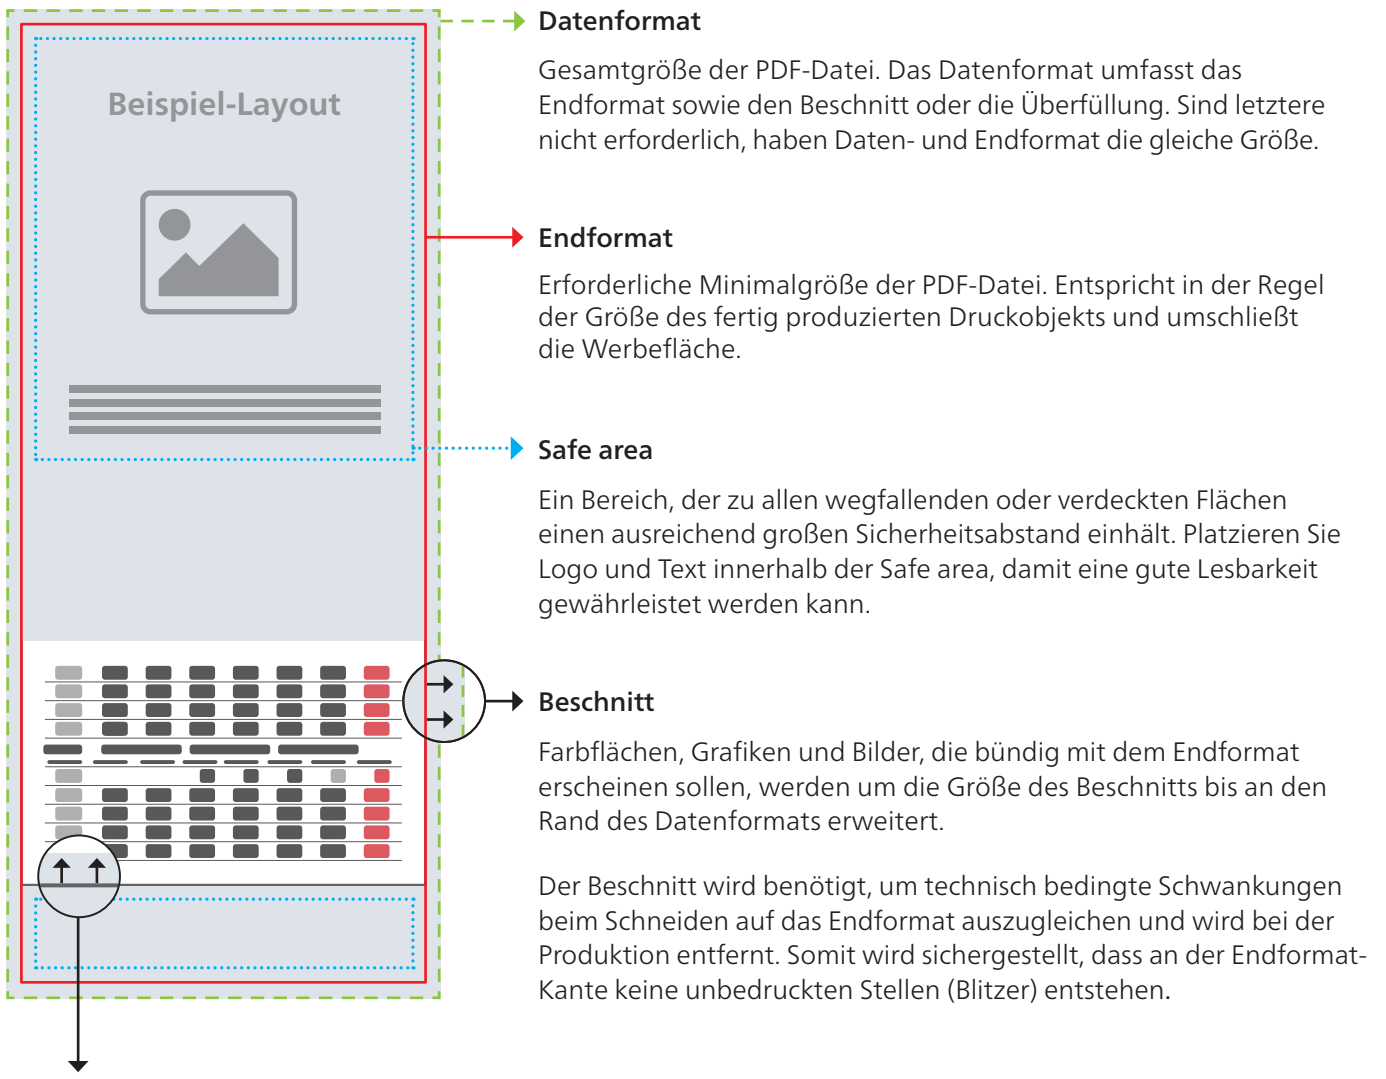 Datenformat
Gesamtgröße der PDF-Datei. Das Datenformat umfasst das
Endformat sowie den Beschnitt oder die Überfüllung. Sind letztere
nicht erforderlich, haben Daten- und Endformat die gleiche Größe.
Beispiel-Layout
Endformat
Erforderliche Minimalgröße der PDF-Datei. Entspricht in der Regel
der Größe des fertig produzierten Druckobjekts und umschließt
die Werbefläche.
Safe area
Ein Bereich, der zu allen wegfallenden oder verdeckten Flächen
einen ausreichend großen Sicherheitsabstand einhält. Platzieren Sie
Logo und Text innerhalb der Safe area, damit eine gute Lesbarkeit
gewährleistet werden kann.
Beschnitt
Farbflächen, Grafiken und Bilder, die bündig mit dem Endformat
erscheinen sollen, werden um die Größe des Beschnitts bis an den
Rand des Datenformats erweitert.
Der Beschnitt wird benötigt, um technisch bedingte Schwankungen
beim Schneiden auf das Endformat auszugleichen und wird bei der
Produktion entfernt. Somit wird sichergestellt, dass an der Endformat-
Kante keine unbedruckten Stellen (Blitzer) entstehen.